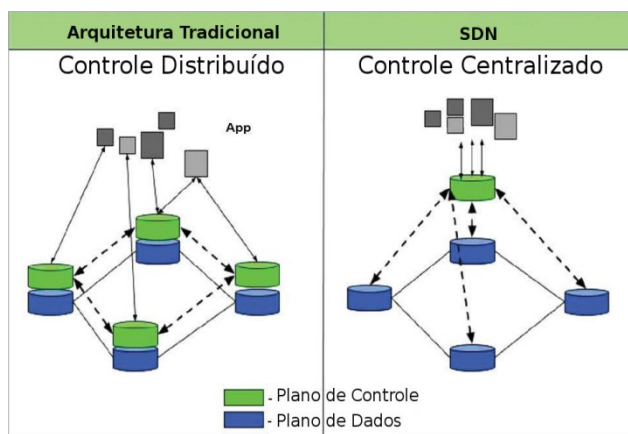 Arquitetura Tradicional
SDN
Controle Distribuído
Controle Centralizado
App
- Plano de Controle
- Plano de Dados